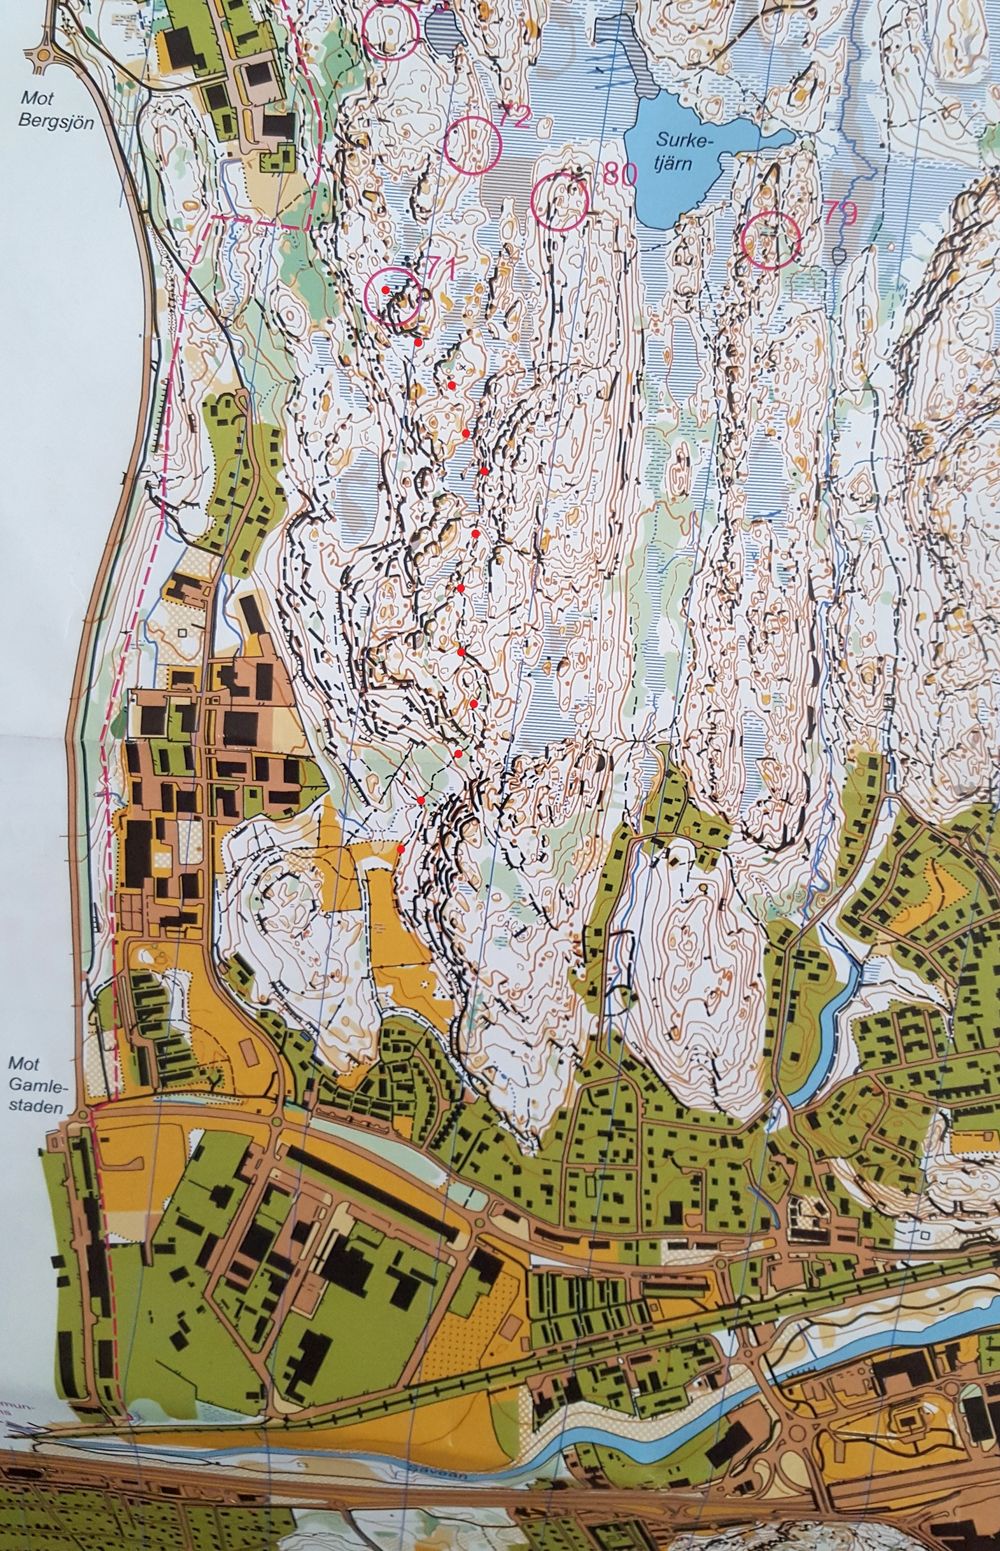 Mot
Bergsjön
72
Surke-
tjärn
80
79
71
Mot
Gamle-
staden
Säveån